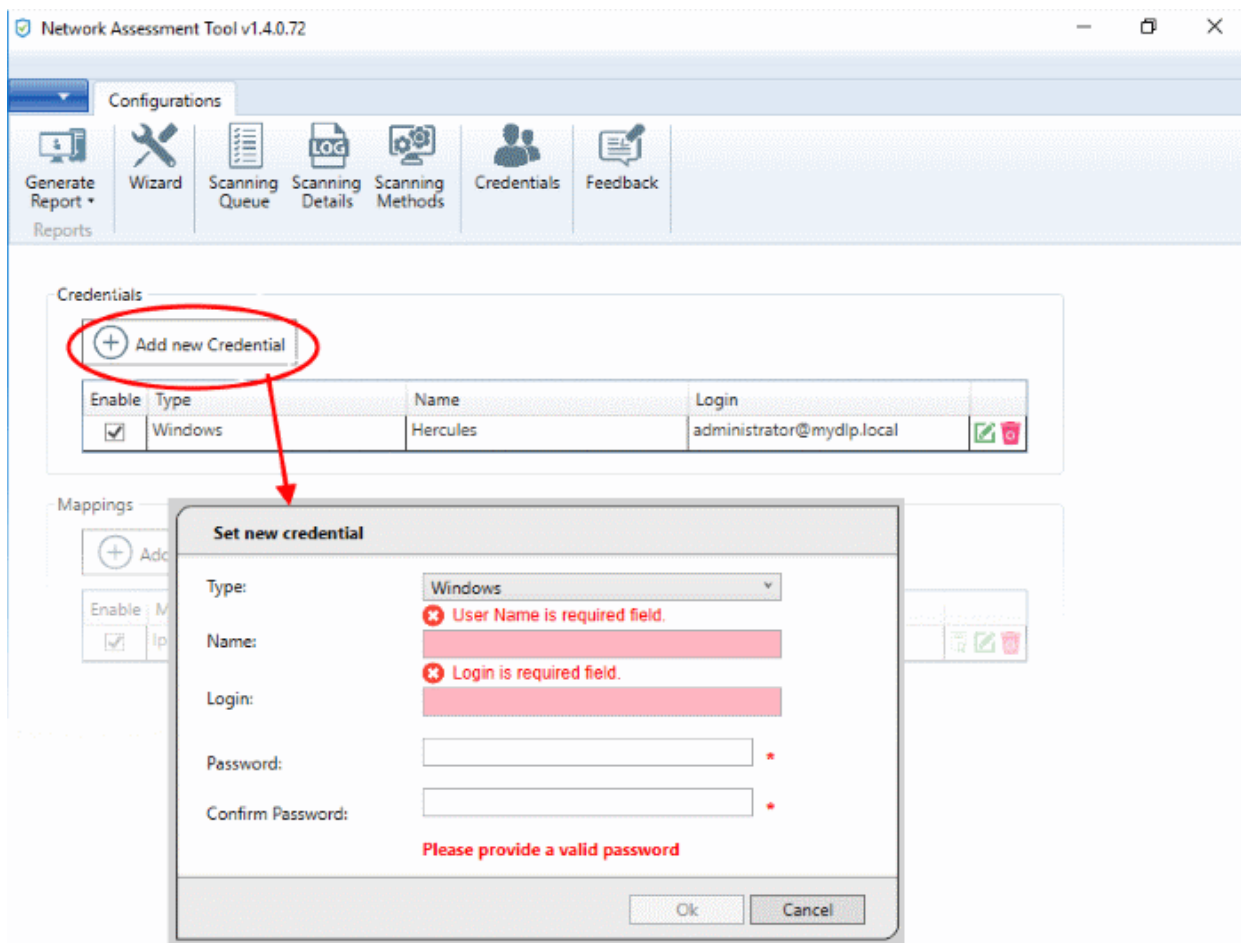 Network Assessment Tool v1.4.0.72
Configurations
Generate Report
Wizard
Scanning Queue
Scanning Details
LOG
Scanning Methods
Credentials
Feedback
Reports
Credentials
Add new Credential
Enable Type Name Login
Windows Hercules administrator@mydlp.local
Mappings
Enable
Ip
Set new credential
Type: Windows
User Name is required field.
Name:
Login is required field.
Login:
Password: *
Confirm Password: *
Please provide a valid password
Ok Cancel